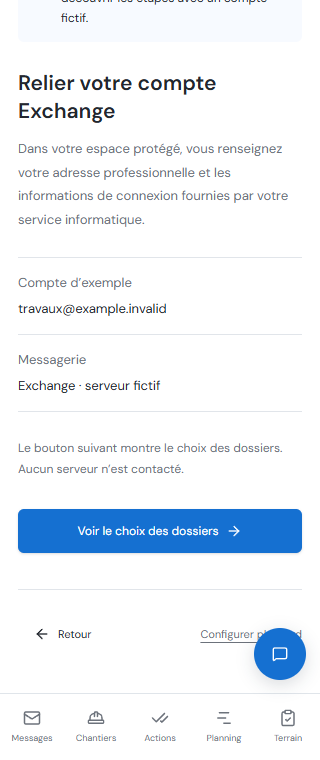 fictif.
Relier votre compte
Exchange
Dans votre espace protégé, vous renseignez
votre adresse professionnelle et les
informations de connexion fournies par votre
service informatique.
Compte d’exemple
travaux@example.invalid
Messagerie
Exchange · serveur fictif
Le bouton suivant montre le choix des dossiers.
Aucun serveur n’est contacté.
Voir le choix des dossiers
Retour
Configurer
Messages
Chantiers
Actions
Planning
Terrain